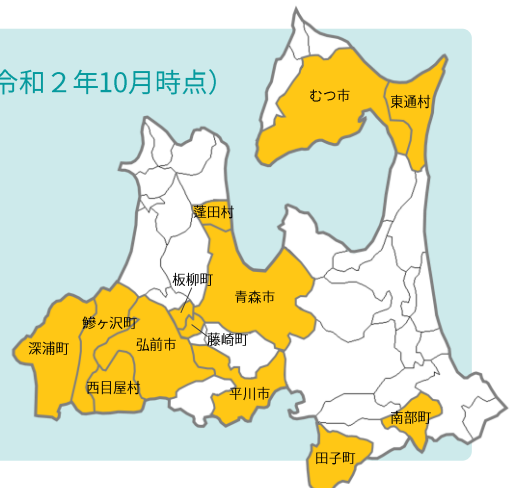 令和２年10月時点）
むつ市
東通村
蓬田村
板柳町
青森市
鰺ヶ沢町
藤崎町
深浦町
弘前市
西目屋村
平川市
南部町
田子町